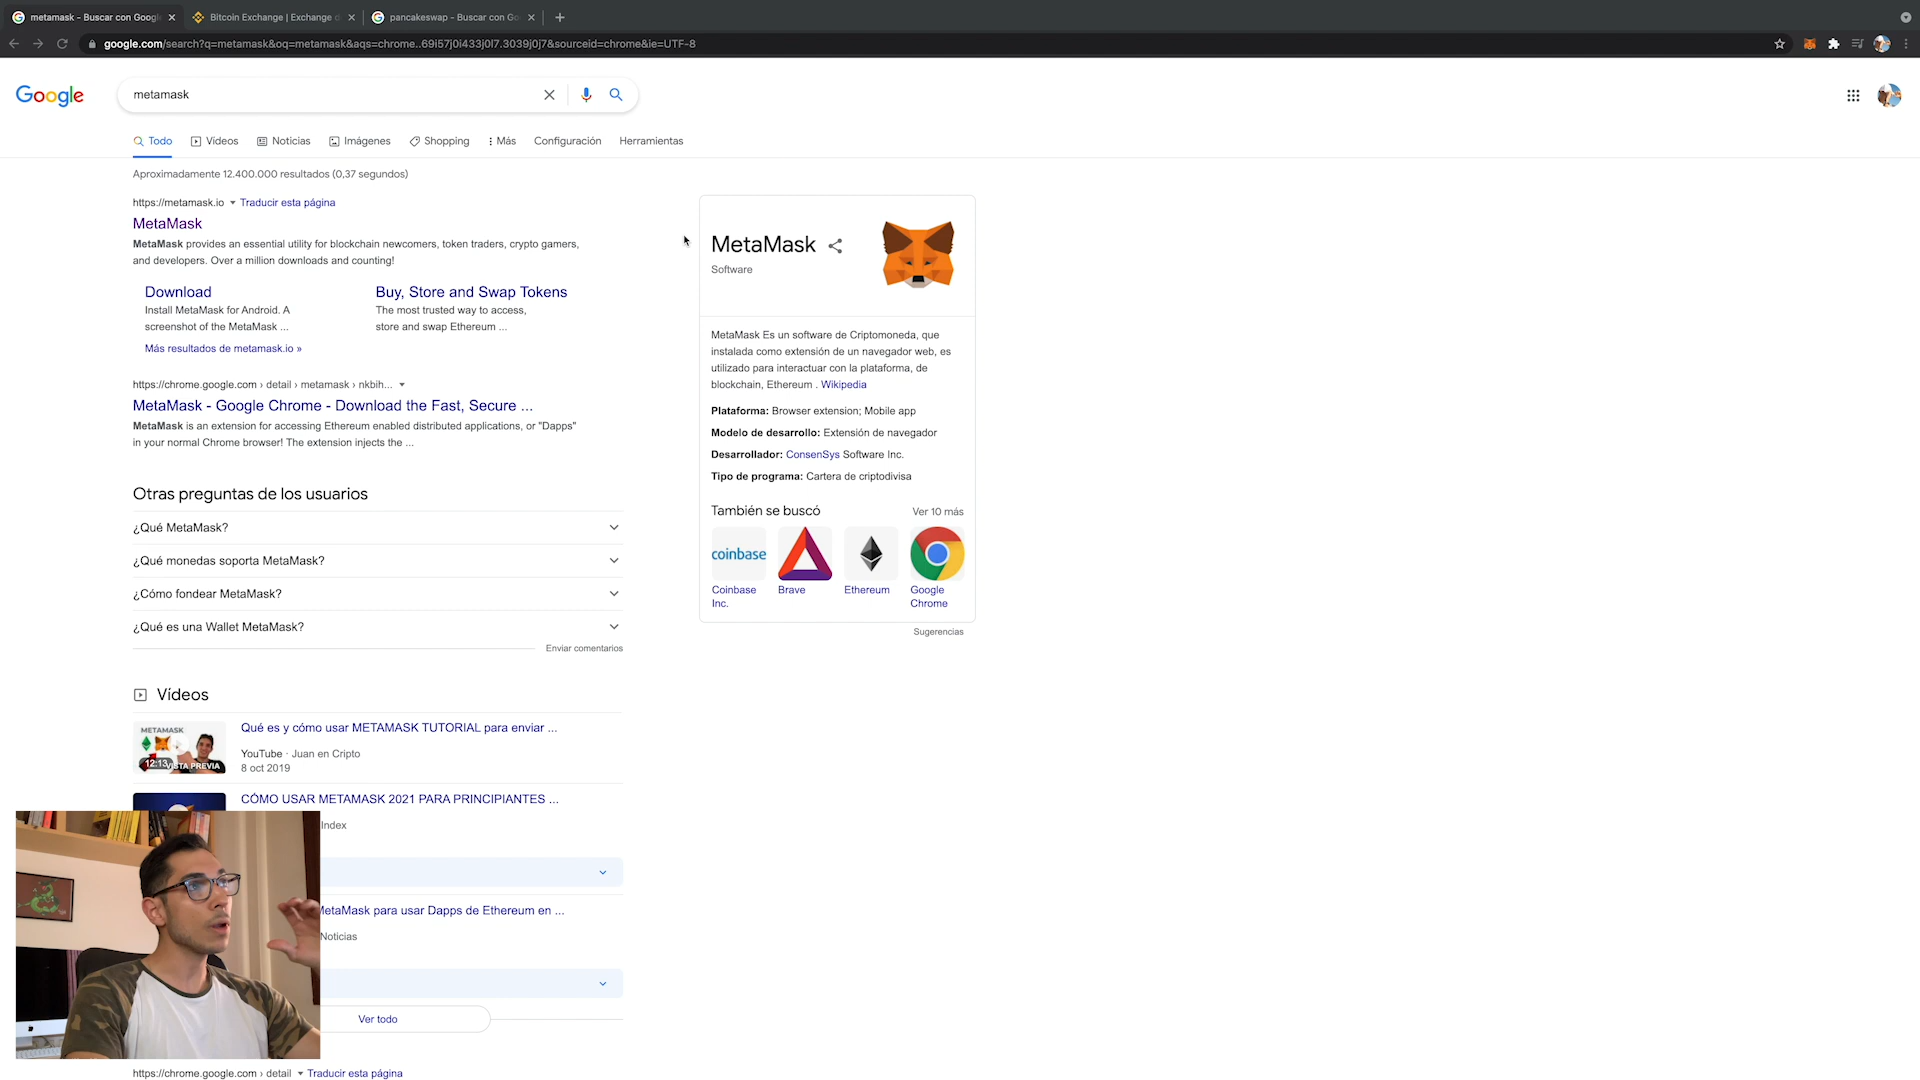 metamask - Buscar con Googl
Bitcoin Exchange | Exchange d
pancakeswap - Buscar con Go
google.com/search?q=metamask&oq=metamask&aqs=chrome..69i57j0i433j0l7.3039j0j7&sourceid=chrome&ie=UTF-8
Google
metamask
Todo
Vídeos
Noticias
Imágenes
Shopping
Más
Configuración
Herramientas
Aproximadamente 12.400.000 resultados (0,37 segundos)
https://metamask.io
Traducir esta página
MetaMask
MetaMask provides an essential utility for blockchain newcomers, token traders, crypto gamers,
and developers. Over a million downloads and counting!
Download
Install MetaMask for Android. A
screenshot of the MetaMask ...
Buy, Store and Swap Tokens
The most trusted way to access,
store and swap Ethereum ...
Más resultados de metamask.io »
https://chrome.google.com › detail › metamask › nkbih...
MetaMask - Google Chrome - Download the Fast, Secure ...
MetaMask is an extension for accessing Ethereum enabled distributed applications, or "Dapps"
in your normal Chrome browser! The extension injects the ...
Otras preguntas de los usuarios
¿Qué MetaMask?
¿Qué monedas soporta MetaMask?
¿Cómo fondear MetaMask?
¿Qué es una Wallet MetaMask?
Enviar comentarios
Vídeos
METAMASK
12:13
VISTA PREVIA
Qué es y cómo usar METAMASK TUTORIAL para enviar ...
YouTube · Juan en Cripto
8 oct 2019
CÓMO USAR METAMASK 2021 PARA PRINCIPIANTES ...
Index
MetaMask para usar Dapps de Ethereum en ...
Noticias
Ver todo
https://chrome.google.com › detail
Traducir esta página
MetaMask
Software
MetaMask Es un software de Criptomoneda, que
instalada como extensión de un navegador web, es
utilizado para interactuar con la plataforma, de
blockchain, Ethereum . Wikipedia
Plataforma: Browser extension; Mobile app
Modelo de desarrollo: Extensión de navegador
Desarrollador: ConsenSys Software Inc.
Tipo de programa: Cartera de criptodivisa
También se buscó
Ver 10 más
coinbase
Coinbase
Inc.
Brave
Ethereum
Google
Chrome
Sugerencias